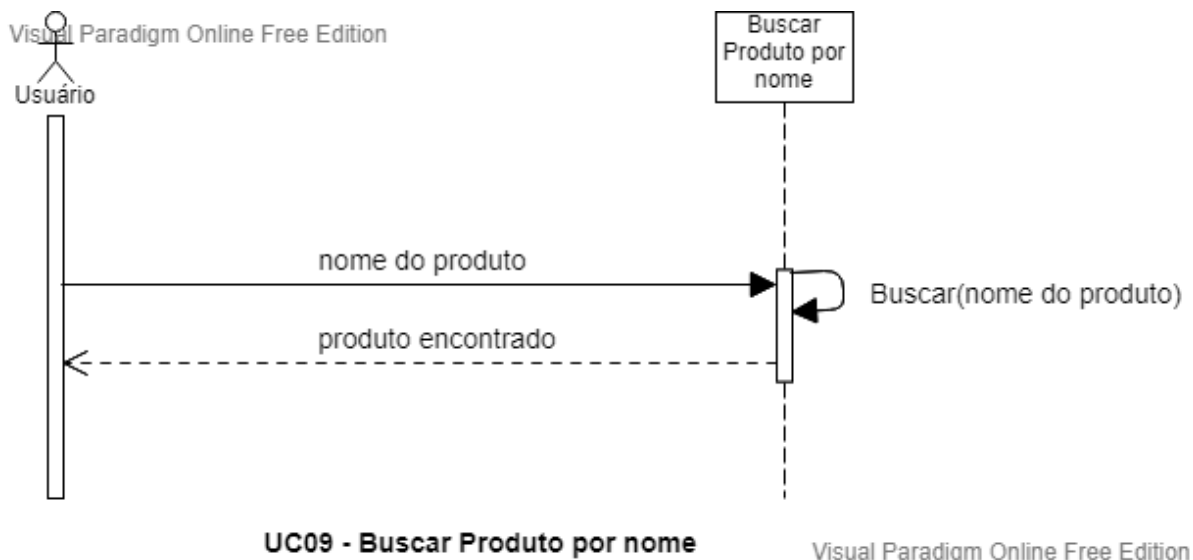 Visual Paradigm Online Free Edition
Usuário
Buscar
Produto por
nome
nome do produto
Buscar(nome do produto)
produto encontrado
UC09 - Buscar Produto por nome
Visual Paradigm Online Free Edition